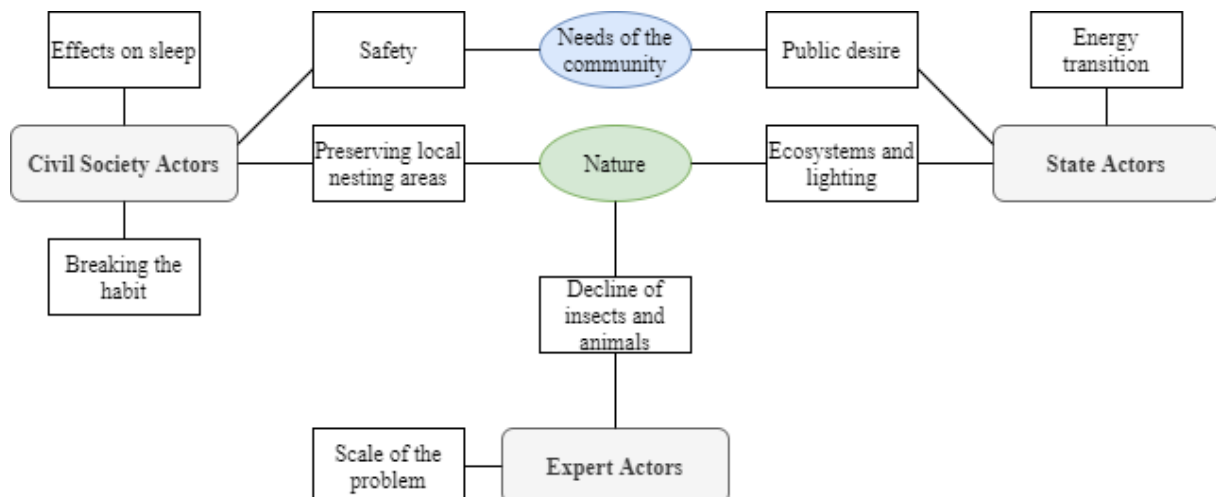 Effects on sleep
Safety
Needs of the
community
Public desire
Energy
transition
Civil Society Actors
Preserving local
nesting areas
Nature
Ecosystems and
lighting
State Actors
Breaking the
habit
Decline of
insects and
animals
Scale of the
problem
Expert Actors